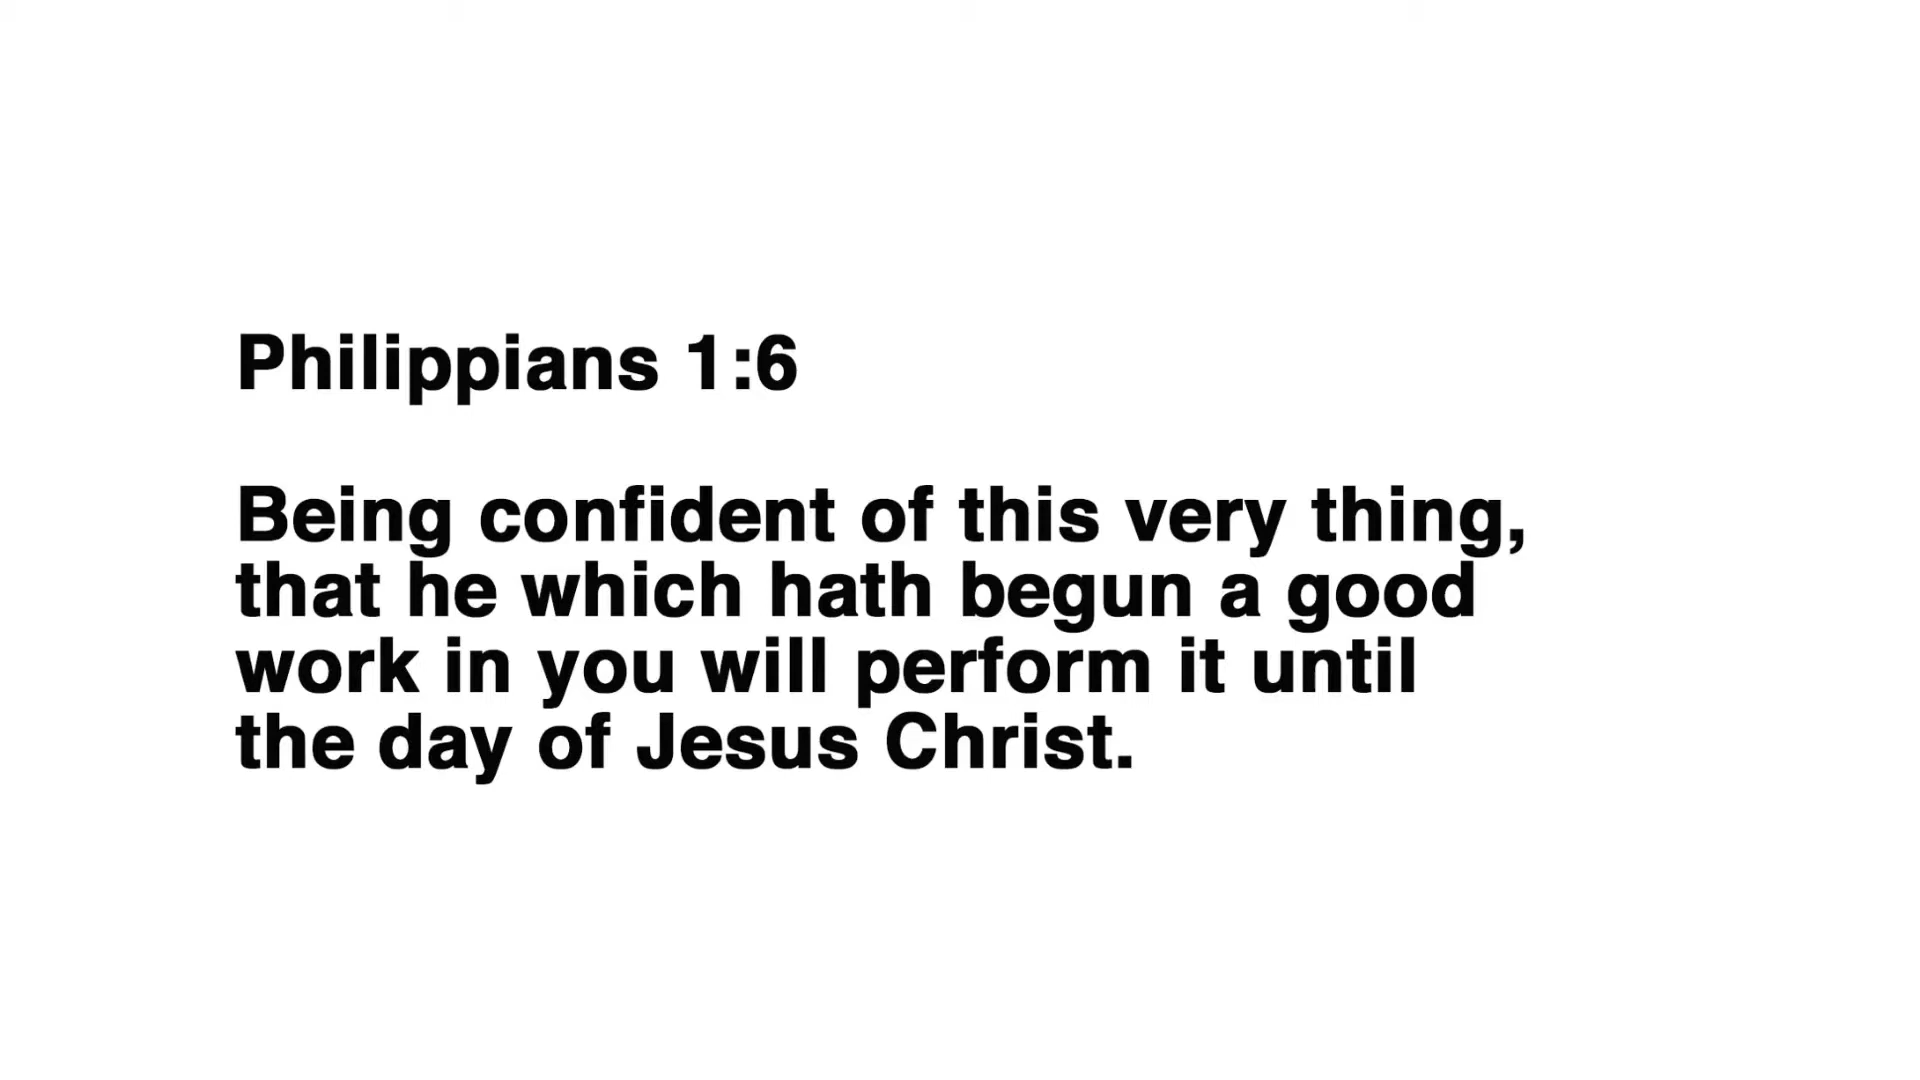 Philippians 1:6
Being confident of this very thing,
that he which hath begun a good
work in you will perform it until
the day of Jesus Christ.